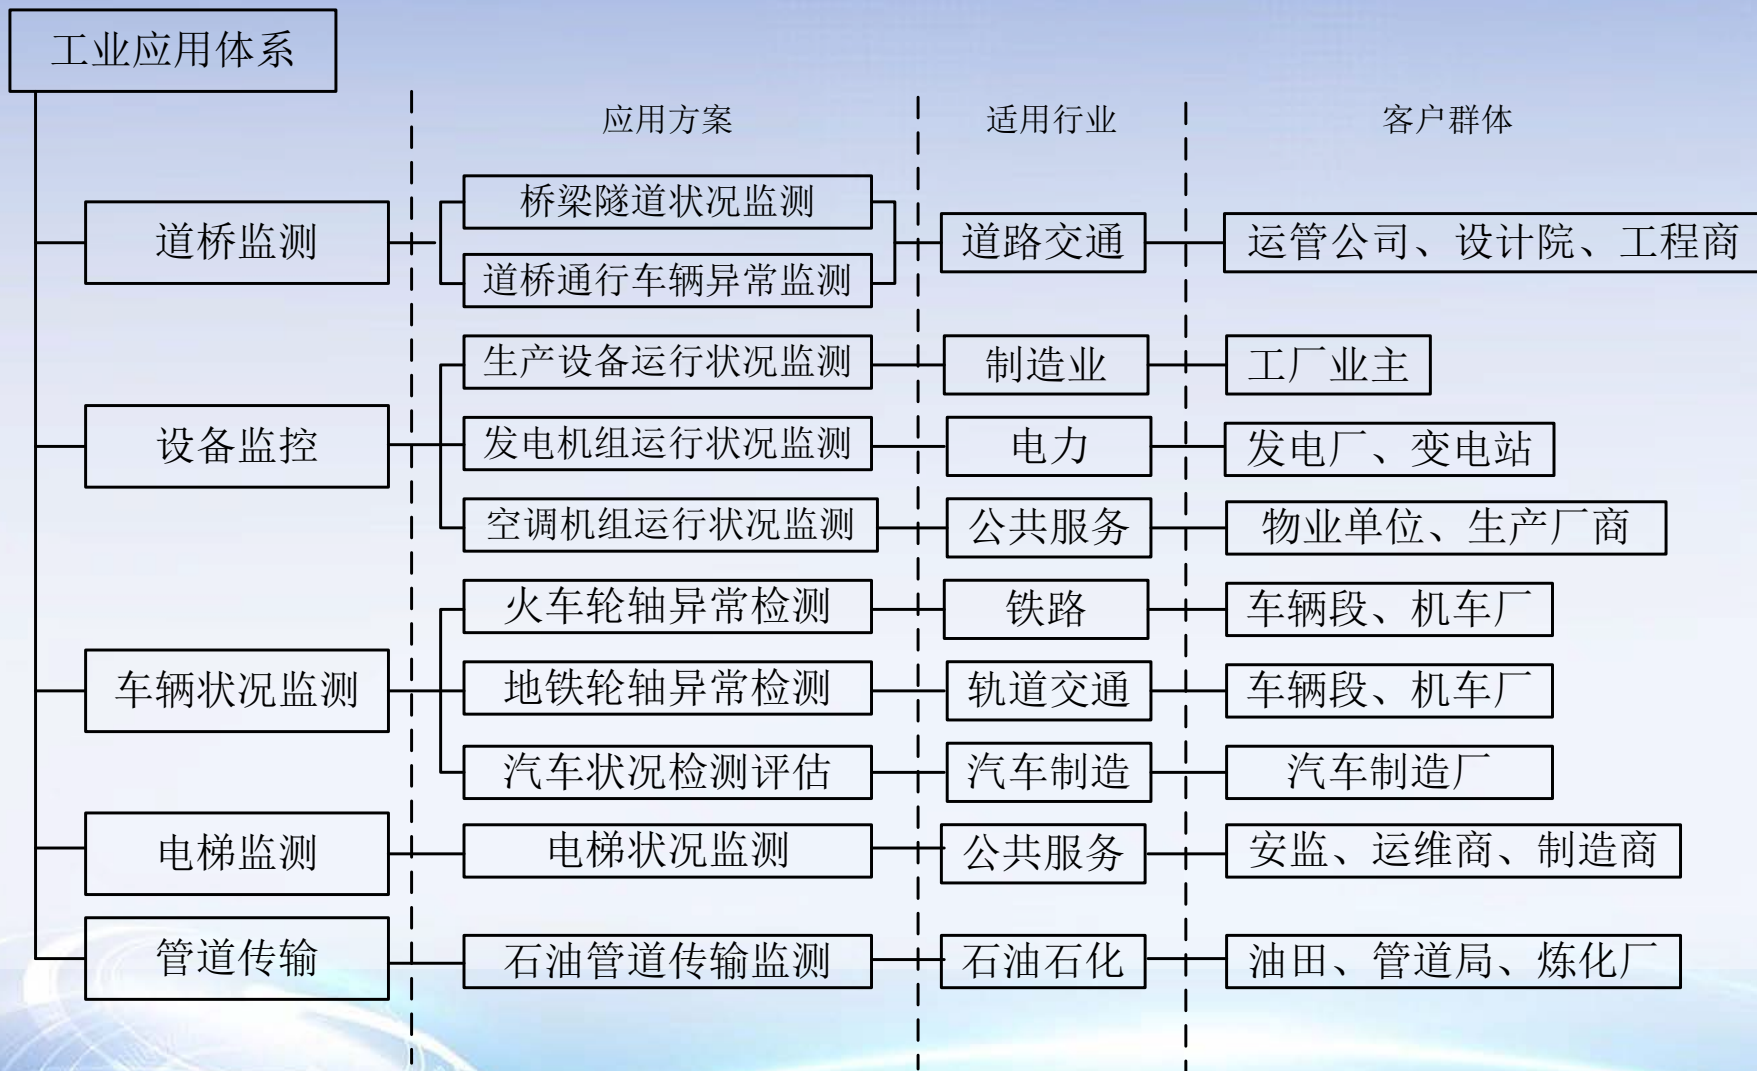 工业应用体系
应用方案
适用行业
客户群体
道桥监测
桥梁隧道状况监测
道桥通行车辆异常监测
道路交通
运管公司、设计院、工程商
设备监控
生产设备运行状况监测
制造业
工厂业主
发电机组运行状况监测
电力
发电厂、变电站
空调机组运行状况监测
公共服务
物业单位、生产厂商
车辆状况监测
火车轮轴异常检测
铁路
车辆段、机车厂
地铁轮轴异常检测
轨道交通
车辆段、机车厂
汽车状况检测评估
汽车制造
汽车制造厂
电梯监测
电梯状况监测
公共服务
安监、运维商、制造商
管道传输
石油管道传输监测
石油石化
油田、管道局、炼化厂